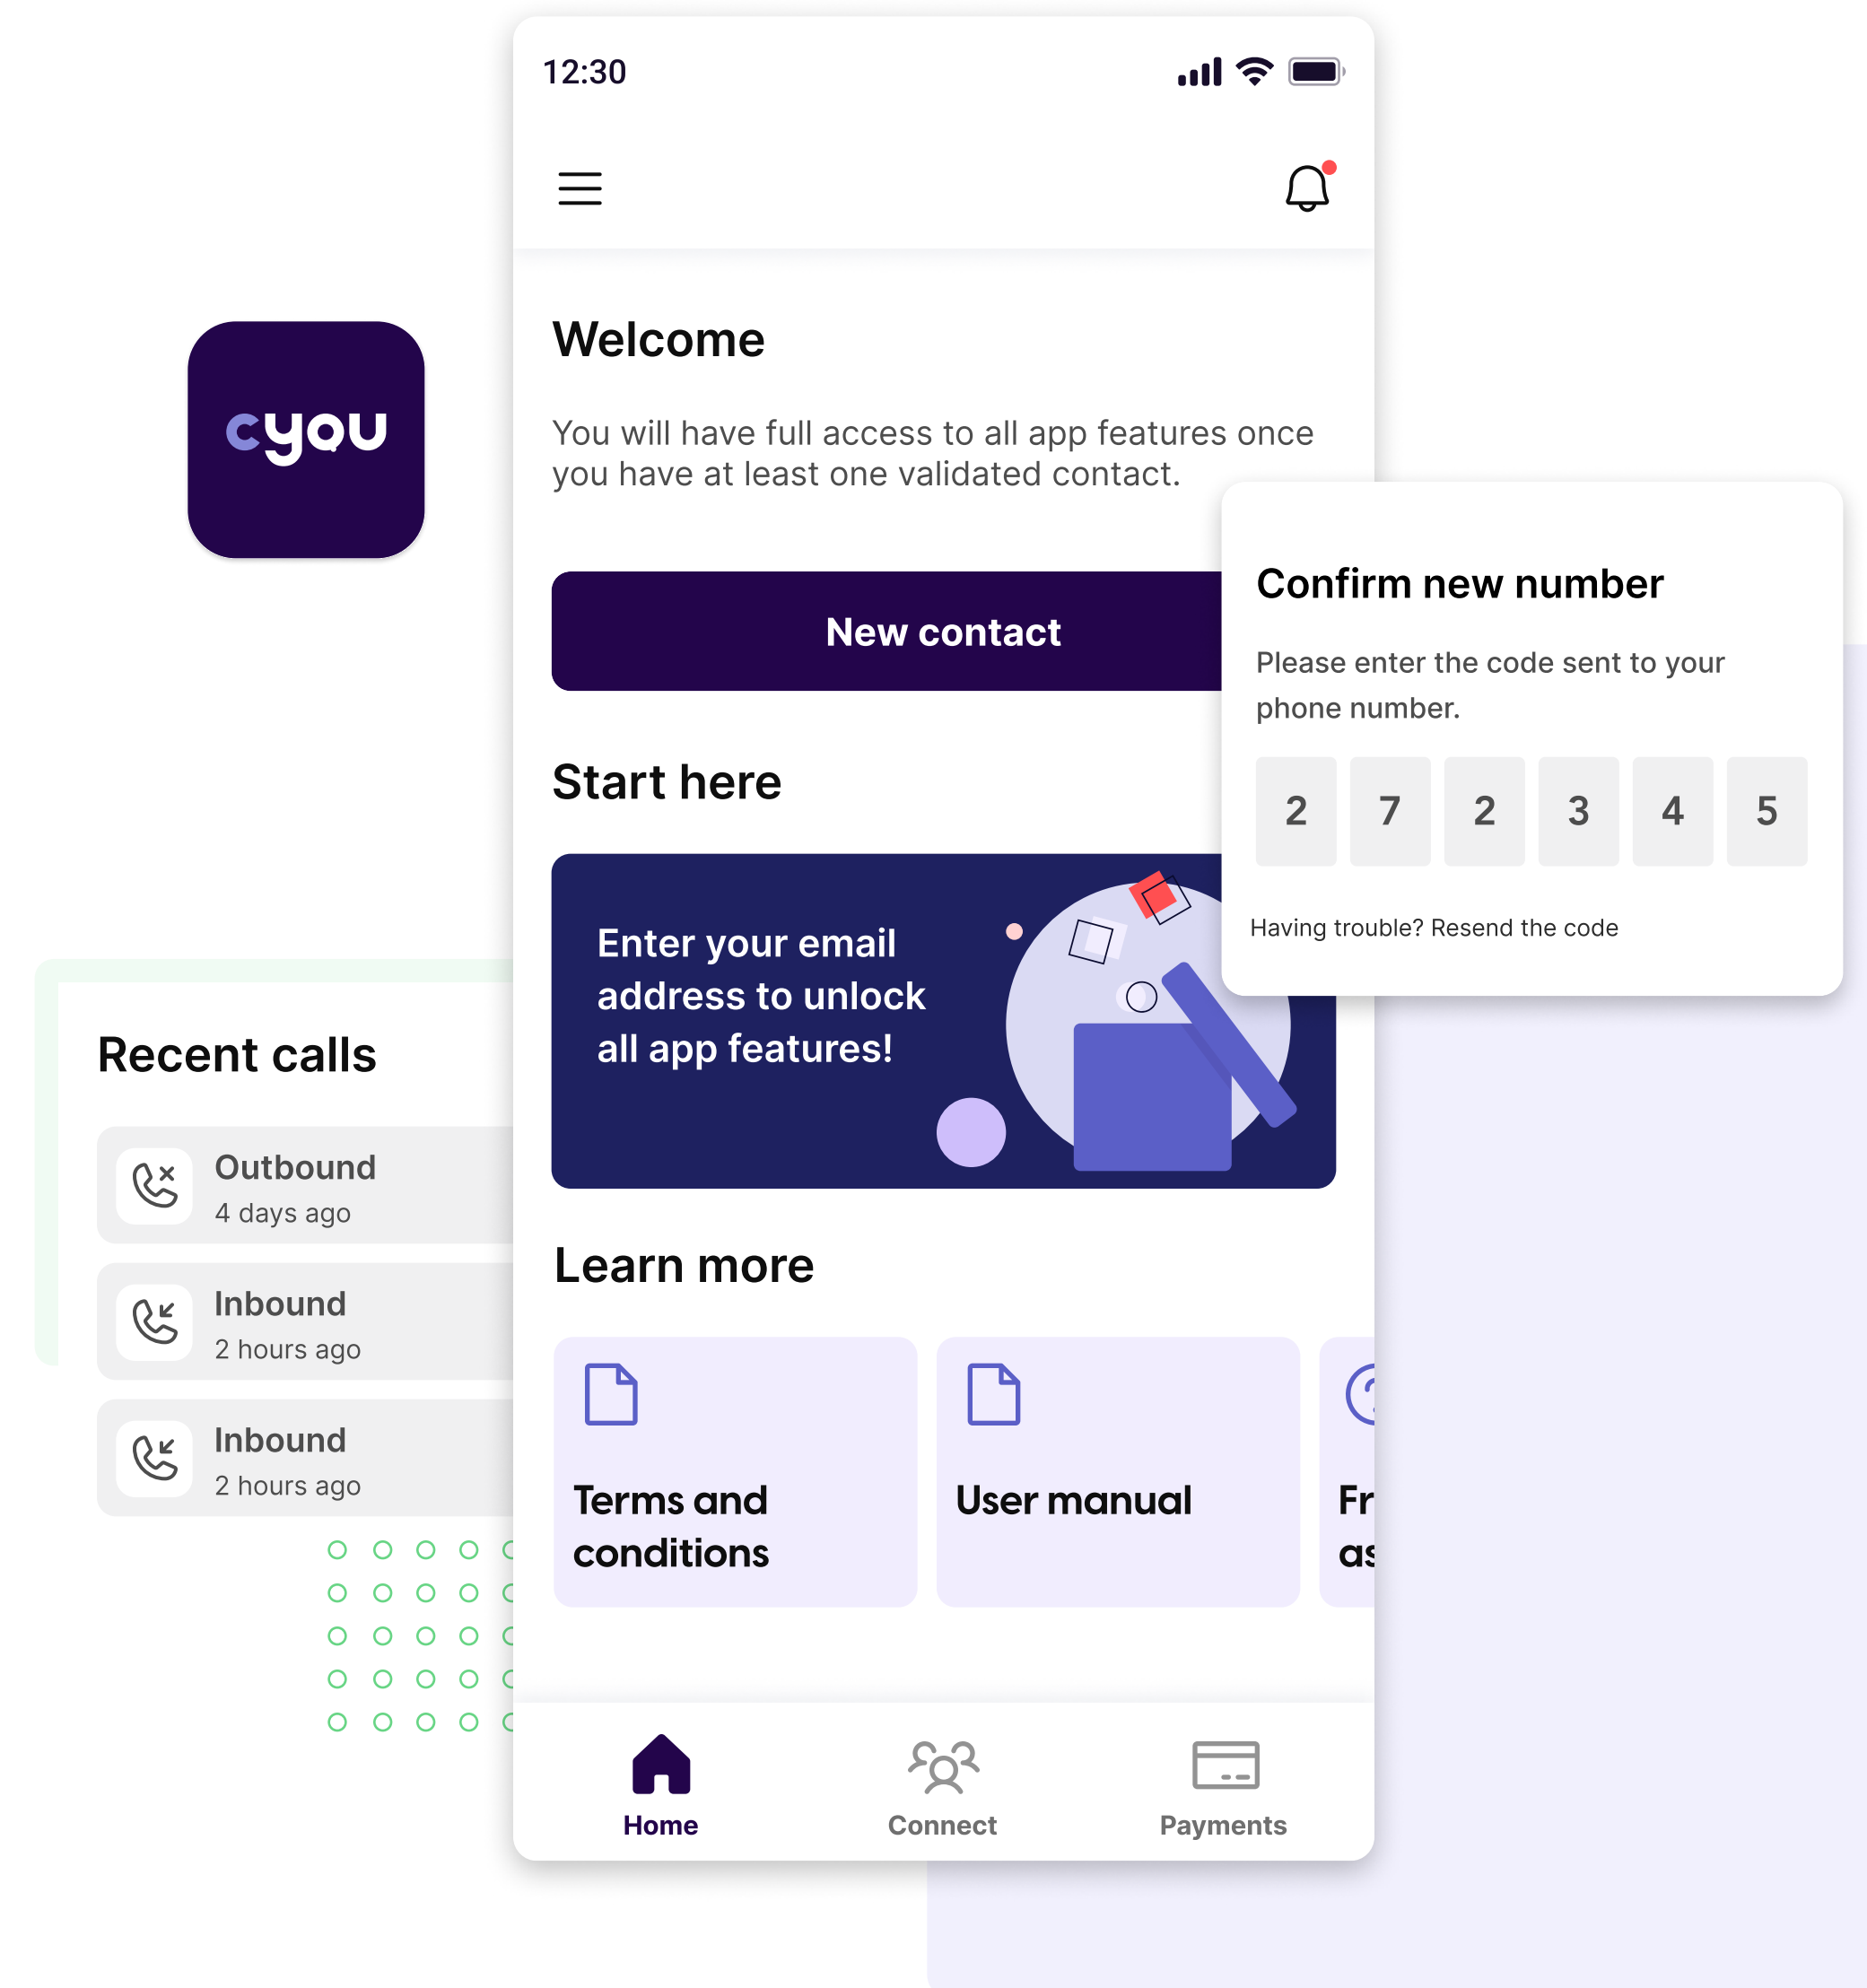 12:30
cyou
Welcome
You will have full access to all app features once
you have at least one validated contact.
New contact
Confirm new number
Please enter the code sent to your
phone number.
2 7 2 3 4 5
Having trouble? Resend the code
Start here
Enter your email
address to unlock
all app features!
Recent calls
Outbound
4 days ago
Inbound
2 hours ago
Inbound
2 hours ago
Learn more
Terms and
conditions
User manual
Fr
as
Home
Connect
Payments